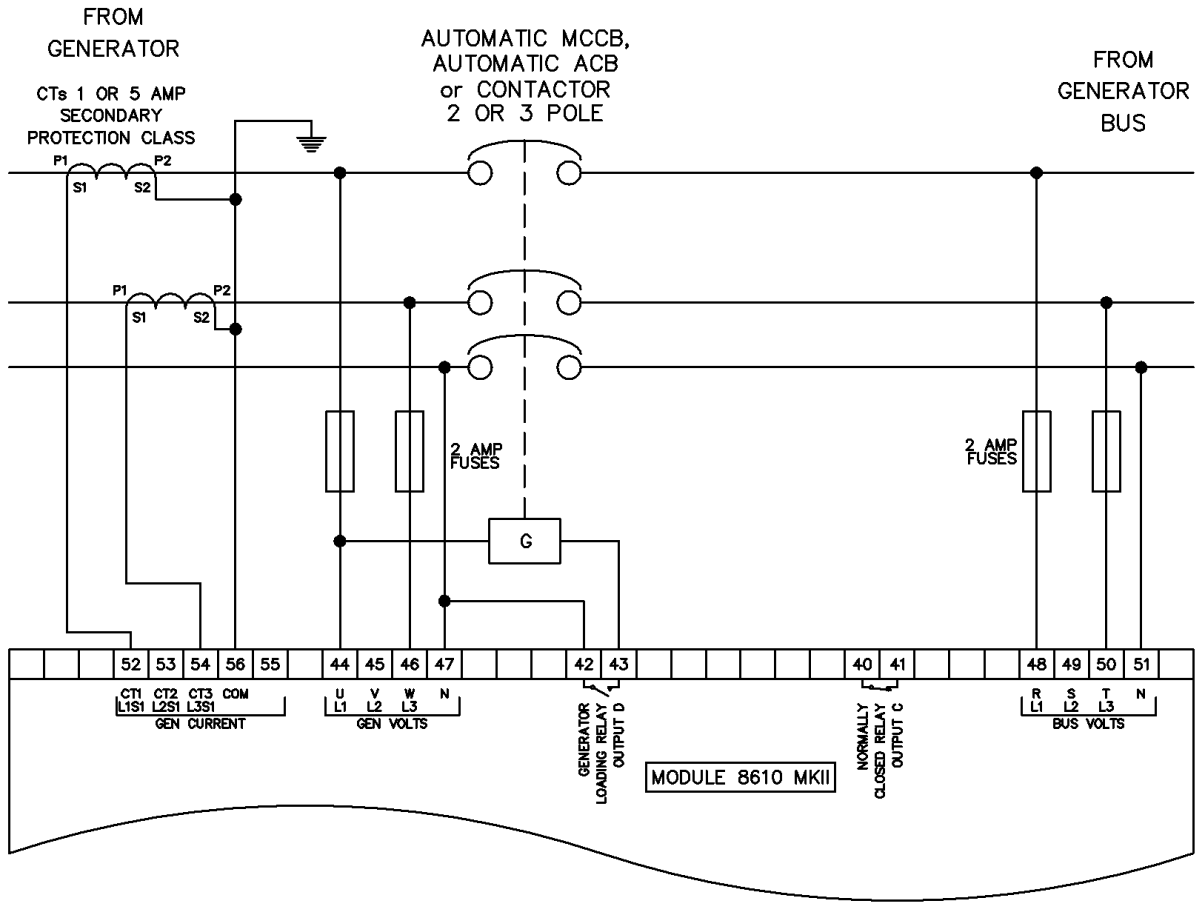 FROM
GENERATOR
CTs 1 OR 5 AMP
SECONDARY
PROTECTION CLASS
AUTOMATIC MCCB,
AUTOMATIC ACB
or CONTACTOR
2 OR 3 POLE
FROM
GENERATOR
BUS
P1 P2
S1 S2
P1 P2
S1 S2
2 AMP
FUSES
2 AMP
FUSES
G
52 53 54 56 55 44 45 46 47 42 43 40 41 48 49 50 51
CT1 CT2 CT3 COM
L1S1 L2S1 L3S1
GEN CURRENT
U V W N
L1 L2 L3
GEN VOLTS
GENERATOR
LOADING RELAY
OUTPUT D
NORMALLY
CLOSED RELAY
OUTPUT C
R S T N
L1 L2 L3
BUS VOLTS
MODULE 8610 MKII